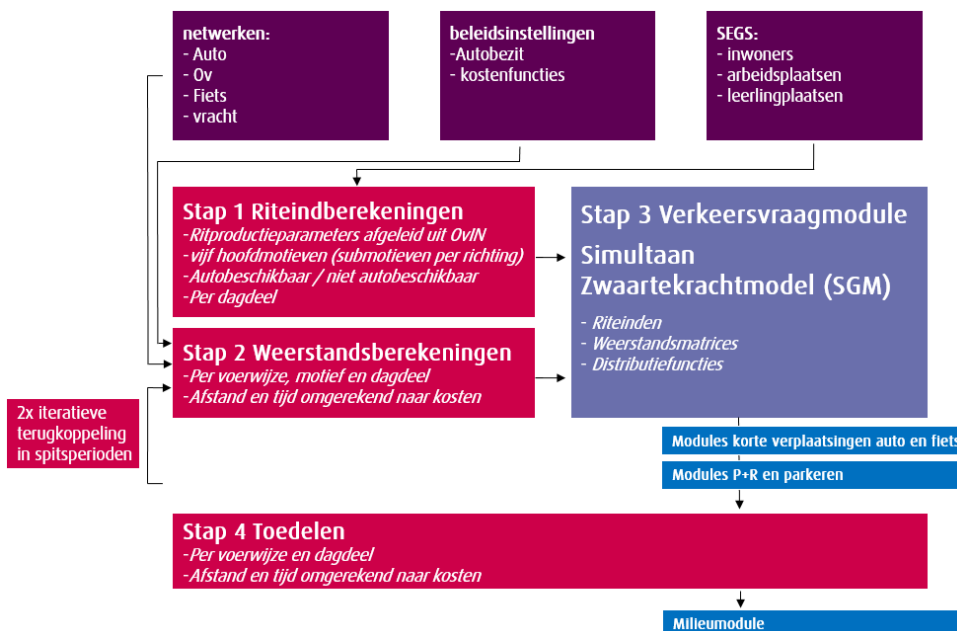 netwerken:
- Auto
- Ov
- Fiets
- vracht
beleidsinstellingen
-Autobezit
- kostenfuncties
SEGS:
- inwoners
- arbeidsplaatsen
- leerlingplaatsen
Stap 1 Riteindberekeningen
-Ritproductieparameters afgeleid uit OvIN
-vijf hoofdmotieven (submotieven per richting)
-Autobeschikbaar / niet autobeschikbaar
-Per dagdeel
Stap 2 Weerstandsberekeningen
-Per voerwijze, motief en dagdeel
-Afstand en tijd omgerekend naar kosten
Stap 3 Verkeersvraagmodule
Simultaan
Zwaartekrachtmodel (SGM)
- Riteinden
- Weerstandsmatrices
- Distributiefuncties
2x iteratieve
terugkoppeling
in spitsperioden
Modules korte verplaatsingen auto en fiets
Modules P+R en parkeren
Stap 4 Toedelen
-Per voerwijze en dagdeel
-Afstand en tijd omgerekend naar kosten
Milieumodule